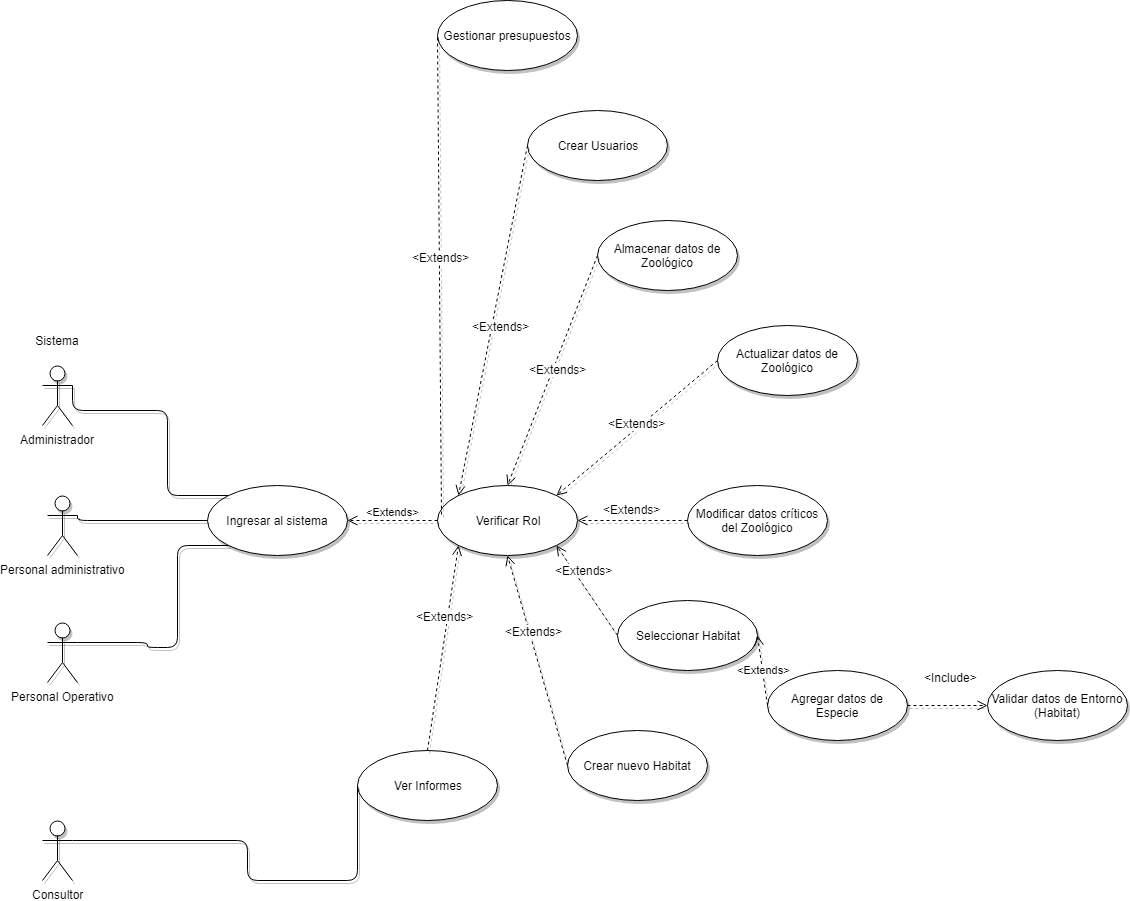 Gestionar presupuestos
Crear Usuarios
Almacenar datos de
Zoológico
<Extends>
<Extends>
Sistema
Actualizar datos de
Zoológico
<Extends>
<Extends>
Administrador
Ingresar al sistema
<Extends>
Verificar Rol
<Extends>
Modificar datos críticos
del Zoológico
Personal administrativo
<Extends>
<Extends>
<Extends>
Seleccionar Habitat
<Extends>
<Include>
Personal Operativo
Agregar datos de
Especie
Validar datos de Entorno
(Habitat)
Crear nuevo Habitat
Ver Informes
Consultor